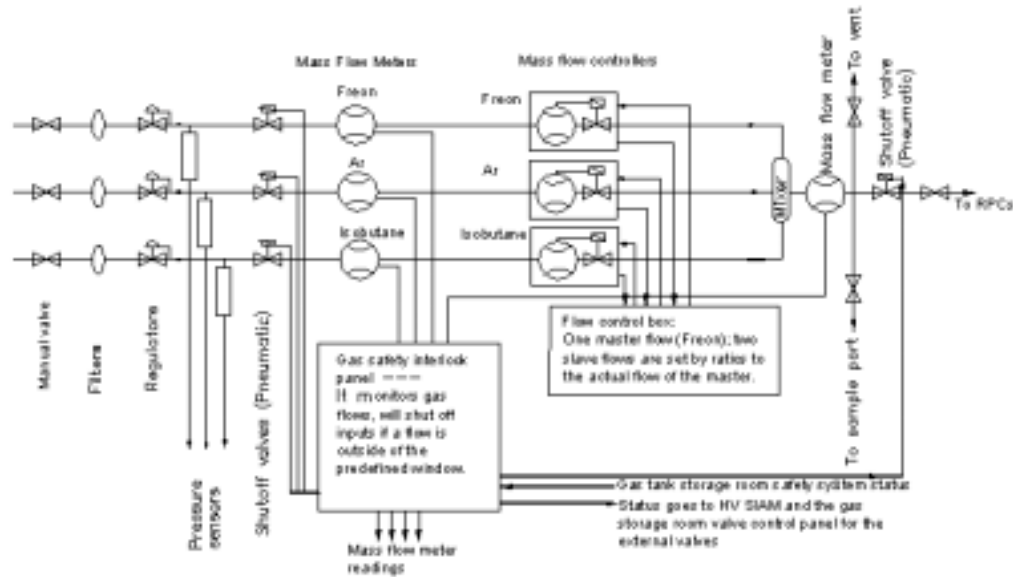 Mass Flow Meters
Mass flow controllers
Freon
Ar
Isobutane
Freon
Ar
Isobutane
Mixer
Mass flow meter
To vent
Shutoff valve
(Pneumatic)
To RPCs
To sample port
Manual valve
Filters
Regulators
Pressure
sensors
Shutoff valves (Pneumatic)
Gas safety interlock
panel ---
It monitors gas
flows, will shut off
inputs if a flow is
outside of the
predefined window.
Flow control box:
One master flow (Freon); two
slave flows are set by ratios to
the actual flow of the master.
Gas tank storage room safety system status
Status goes to HV SIAM and the gas
storage room valve control panel for the
external valves
Mass flow meter
readings